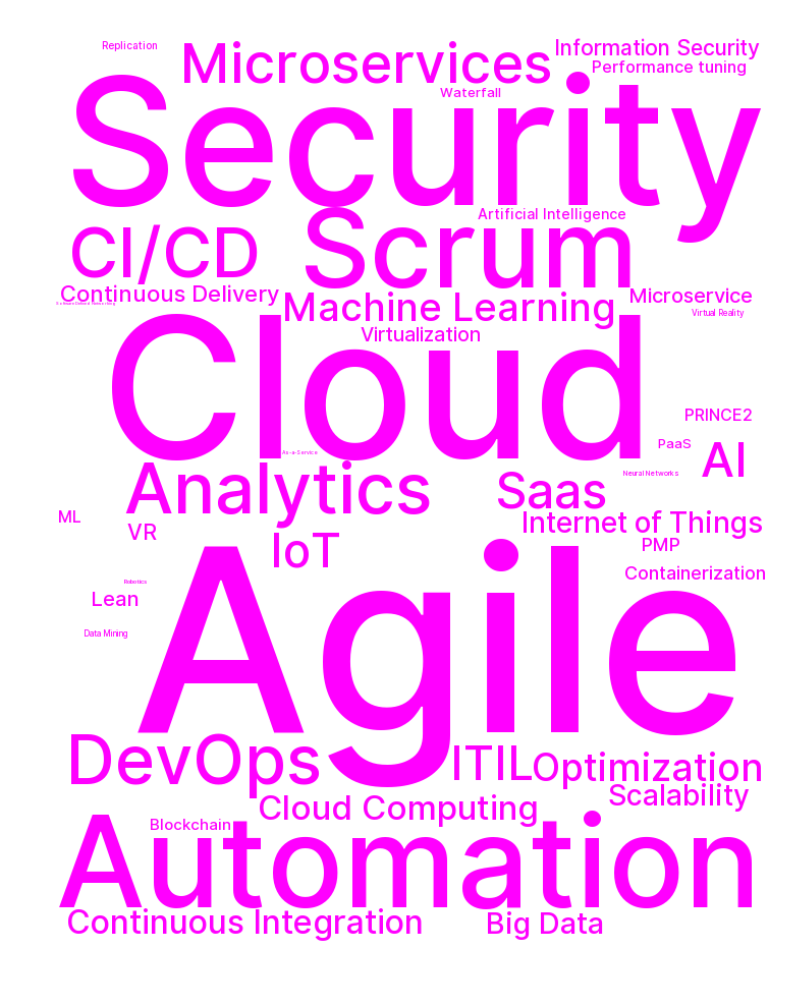 Replication
Microservices
Information Security
Performance tuning
Waterfall
Security
Artificial Intelligence
CI/CD
Scrum
Continuous Delivery
Machine Learning
Microservice
Virtual Reality
Virtualization
Cloud
PRINCE2
PaaS
AI
As-a-Service
Analytics
Neural Networks
Saas
ML
VR
Internet of Things
IoT
PMP
Containerization
Robotics
Lean
Data Mining
Agile
DevOps
ITIL
Optimization
Scalability
Cloud Computing
Blockchain
Automation
Continuous Integration
Big Data